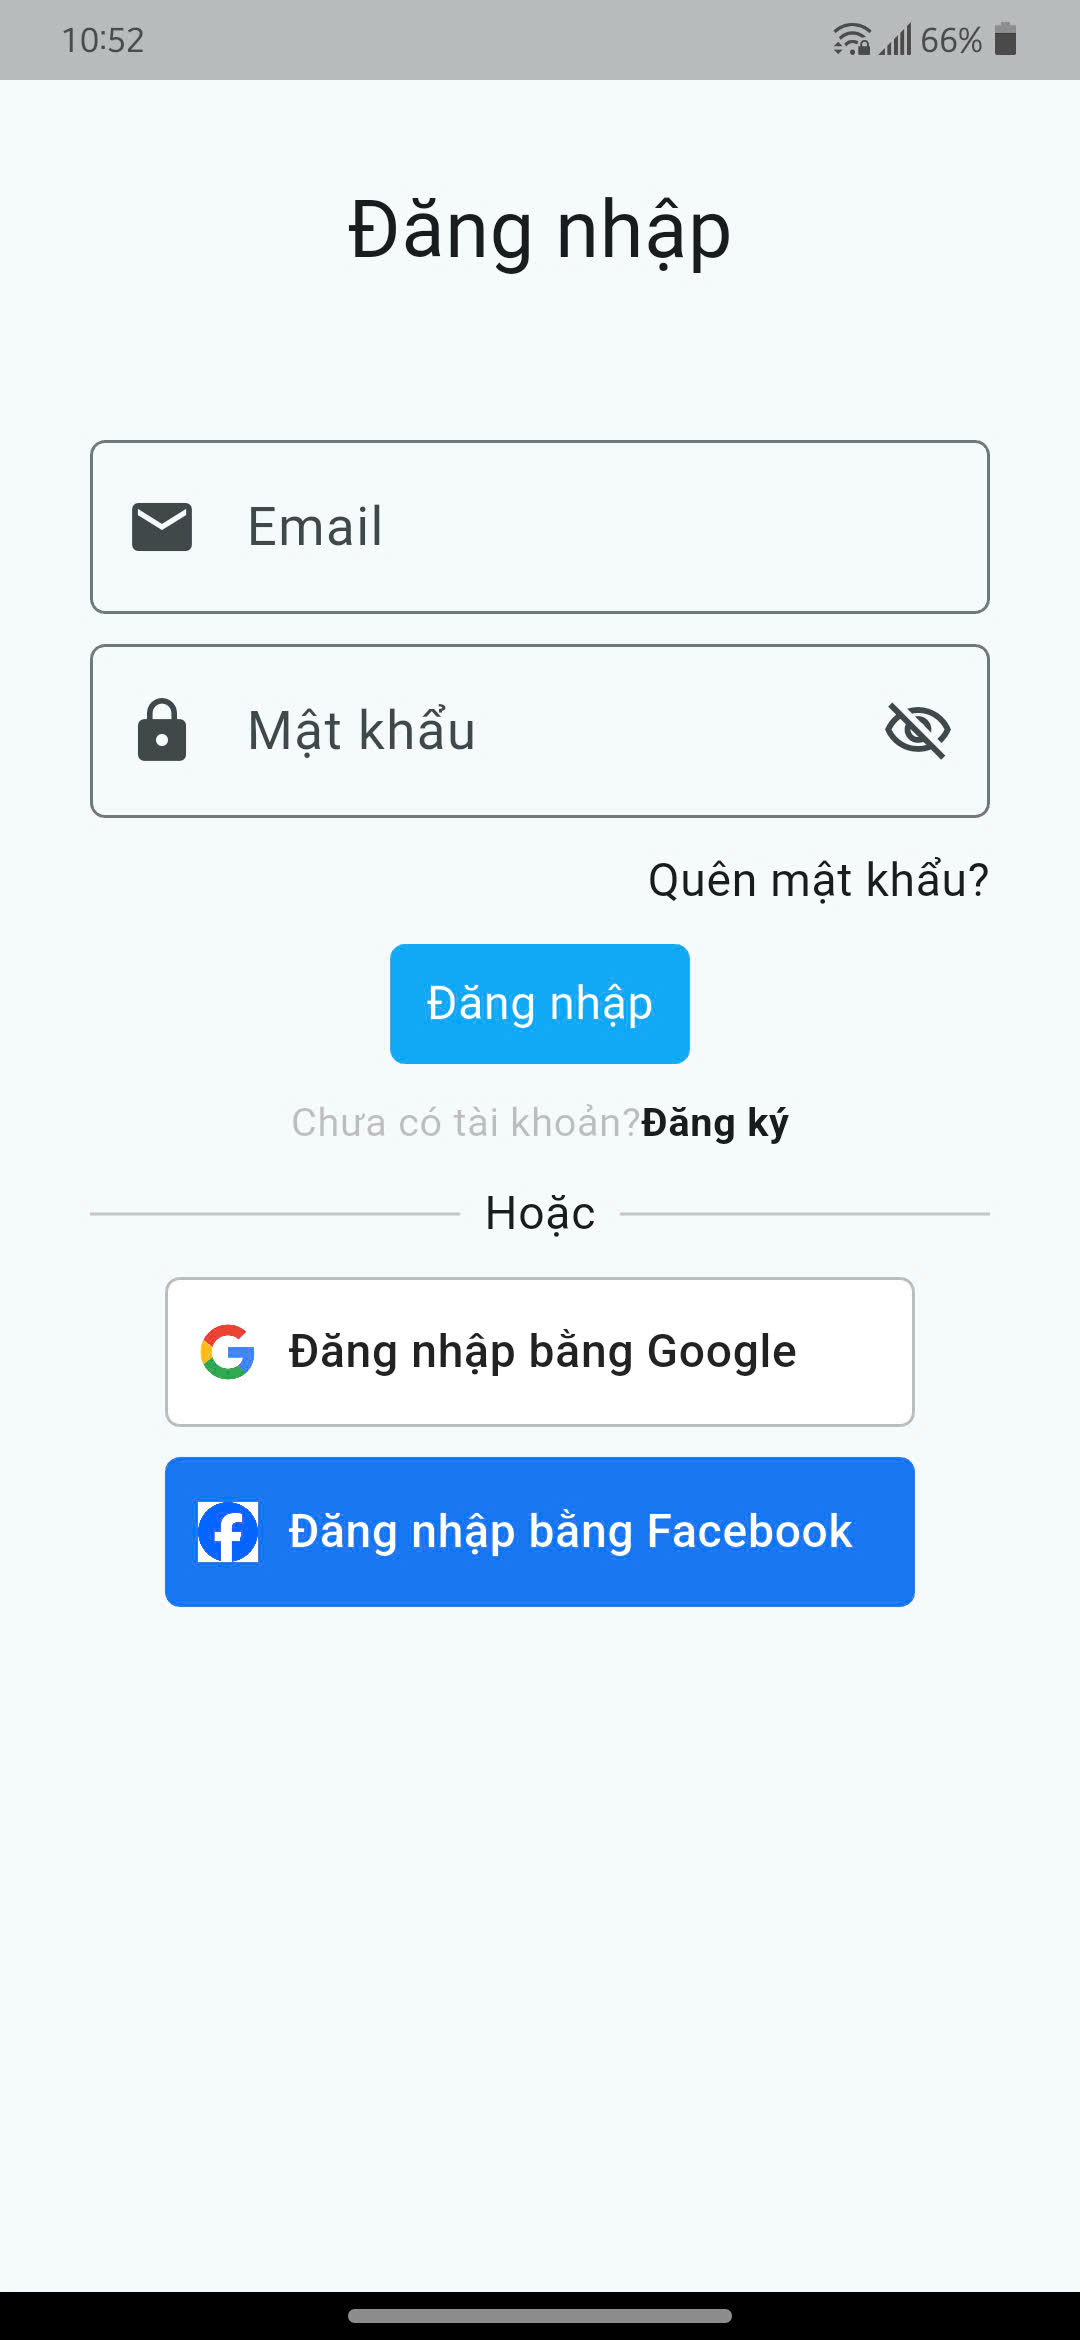 10:52
66%
Đăng nhập
Email
Mật khẩu
Quên mật khẩu?
Đăng nhập
Chưa có tài khoản?Đăng ký
Hoặc
Đăng nhập bằng Google
Đăng nhập bằng Facebook